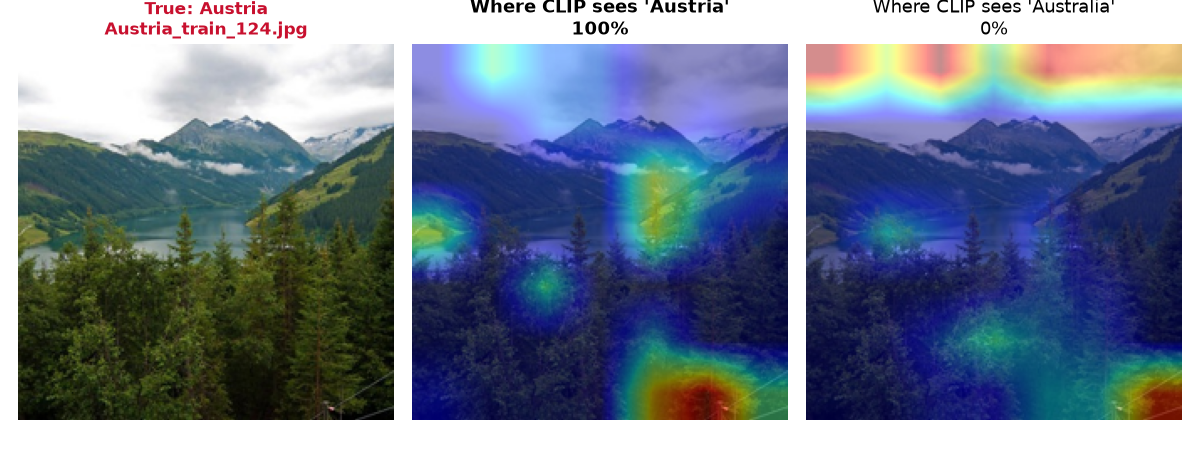 True: Austria
Austria_train_124.jpg
Where CLIP sees 'Austria'
100%
Where CLIP sees 'Australia'
0%